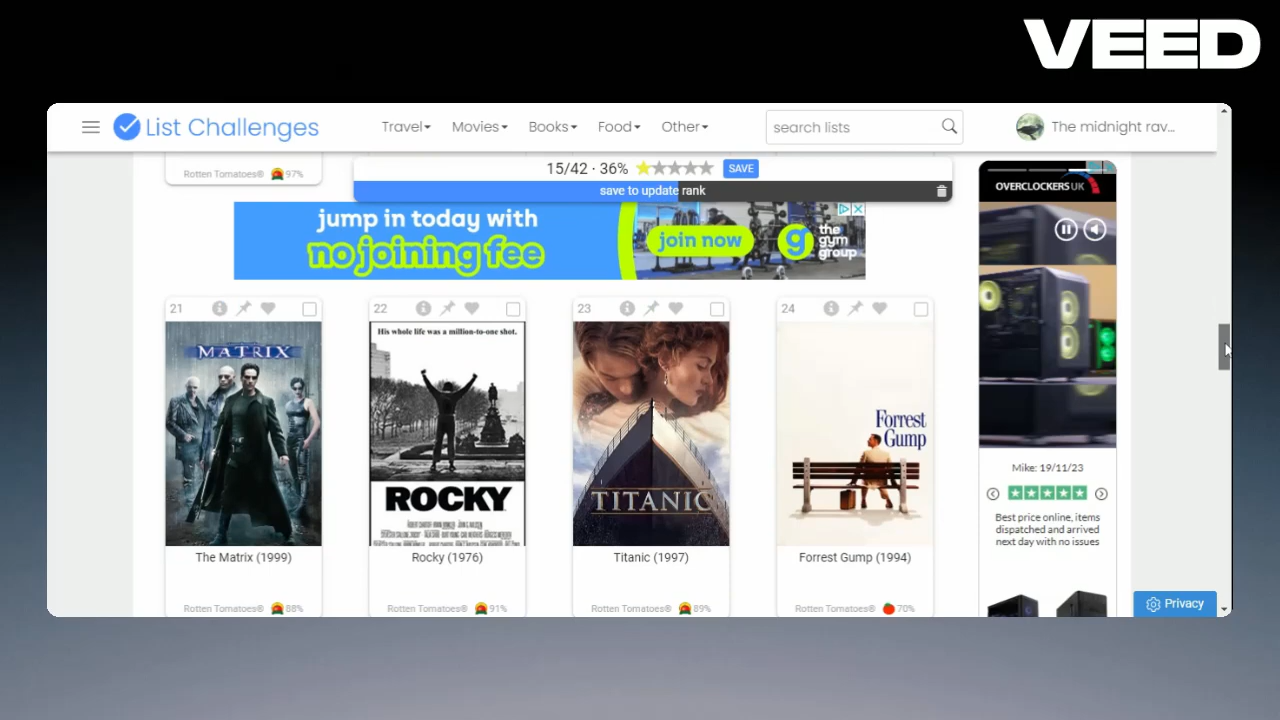 VEED
List Challenges
Travel
Movies
Books
Food
Other
search lists
The midnight rav...
Rotten Tomatoes® 97%
15/42 · 36%
SAVE
save to update rank
OVERCLOCKERS UK
jump in today with
no joining fee
join now
g the gym group
21
22
23
24
MATRIX
His whole life was a million-to-one shot.
ROCKY
TITANIC
Forrest
Gump
The Matrix (1999)
Rocky (1976)
Titanic (1997)
Forrest Gump (1994)
Rotten Tomatoes® 88%
Rotten Tomatoes® 91%
Rotten Tomatoes® 89%
Rotten Tomatoes® 70%
Mike: 19/11/23
Best price online, items
dispatched and arrived
next day with no issues
Privacy